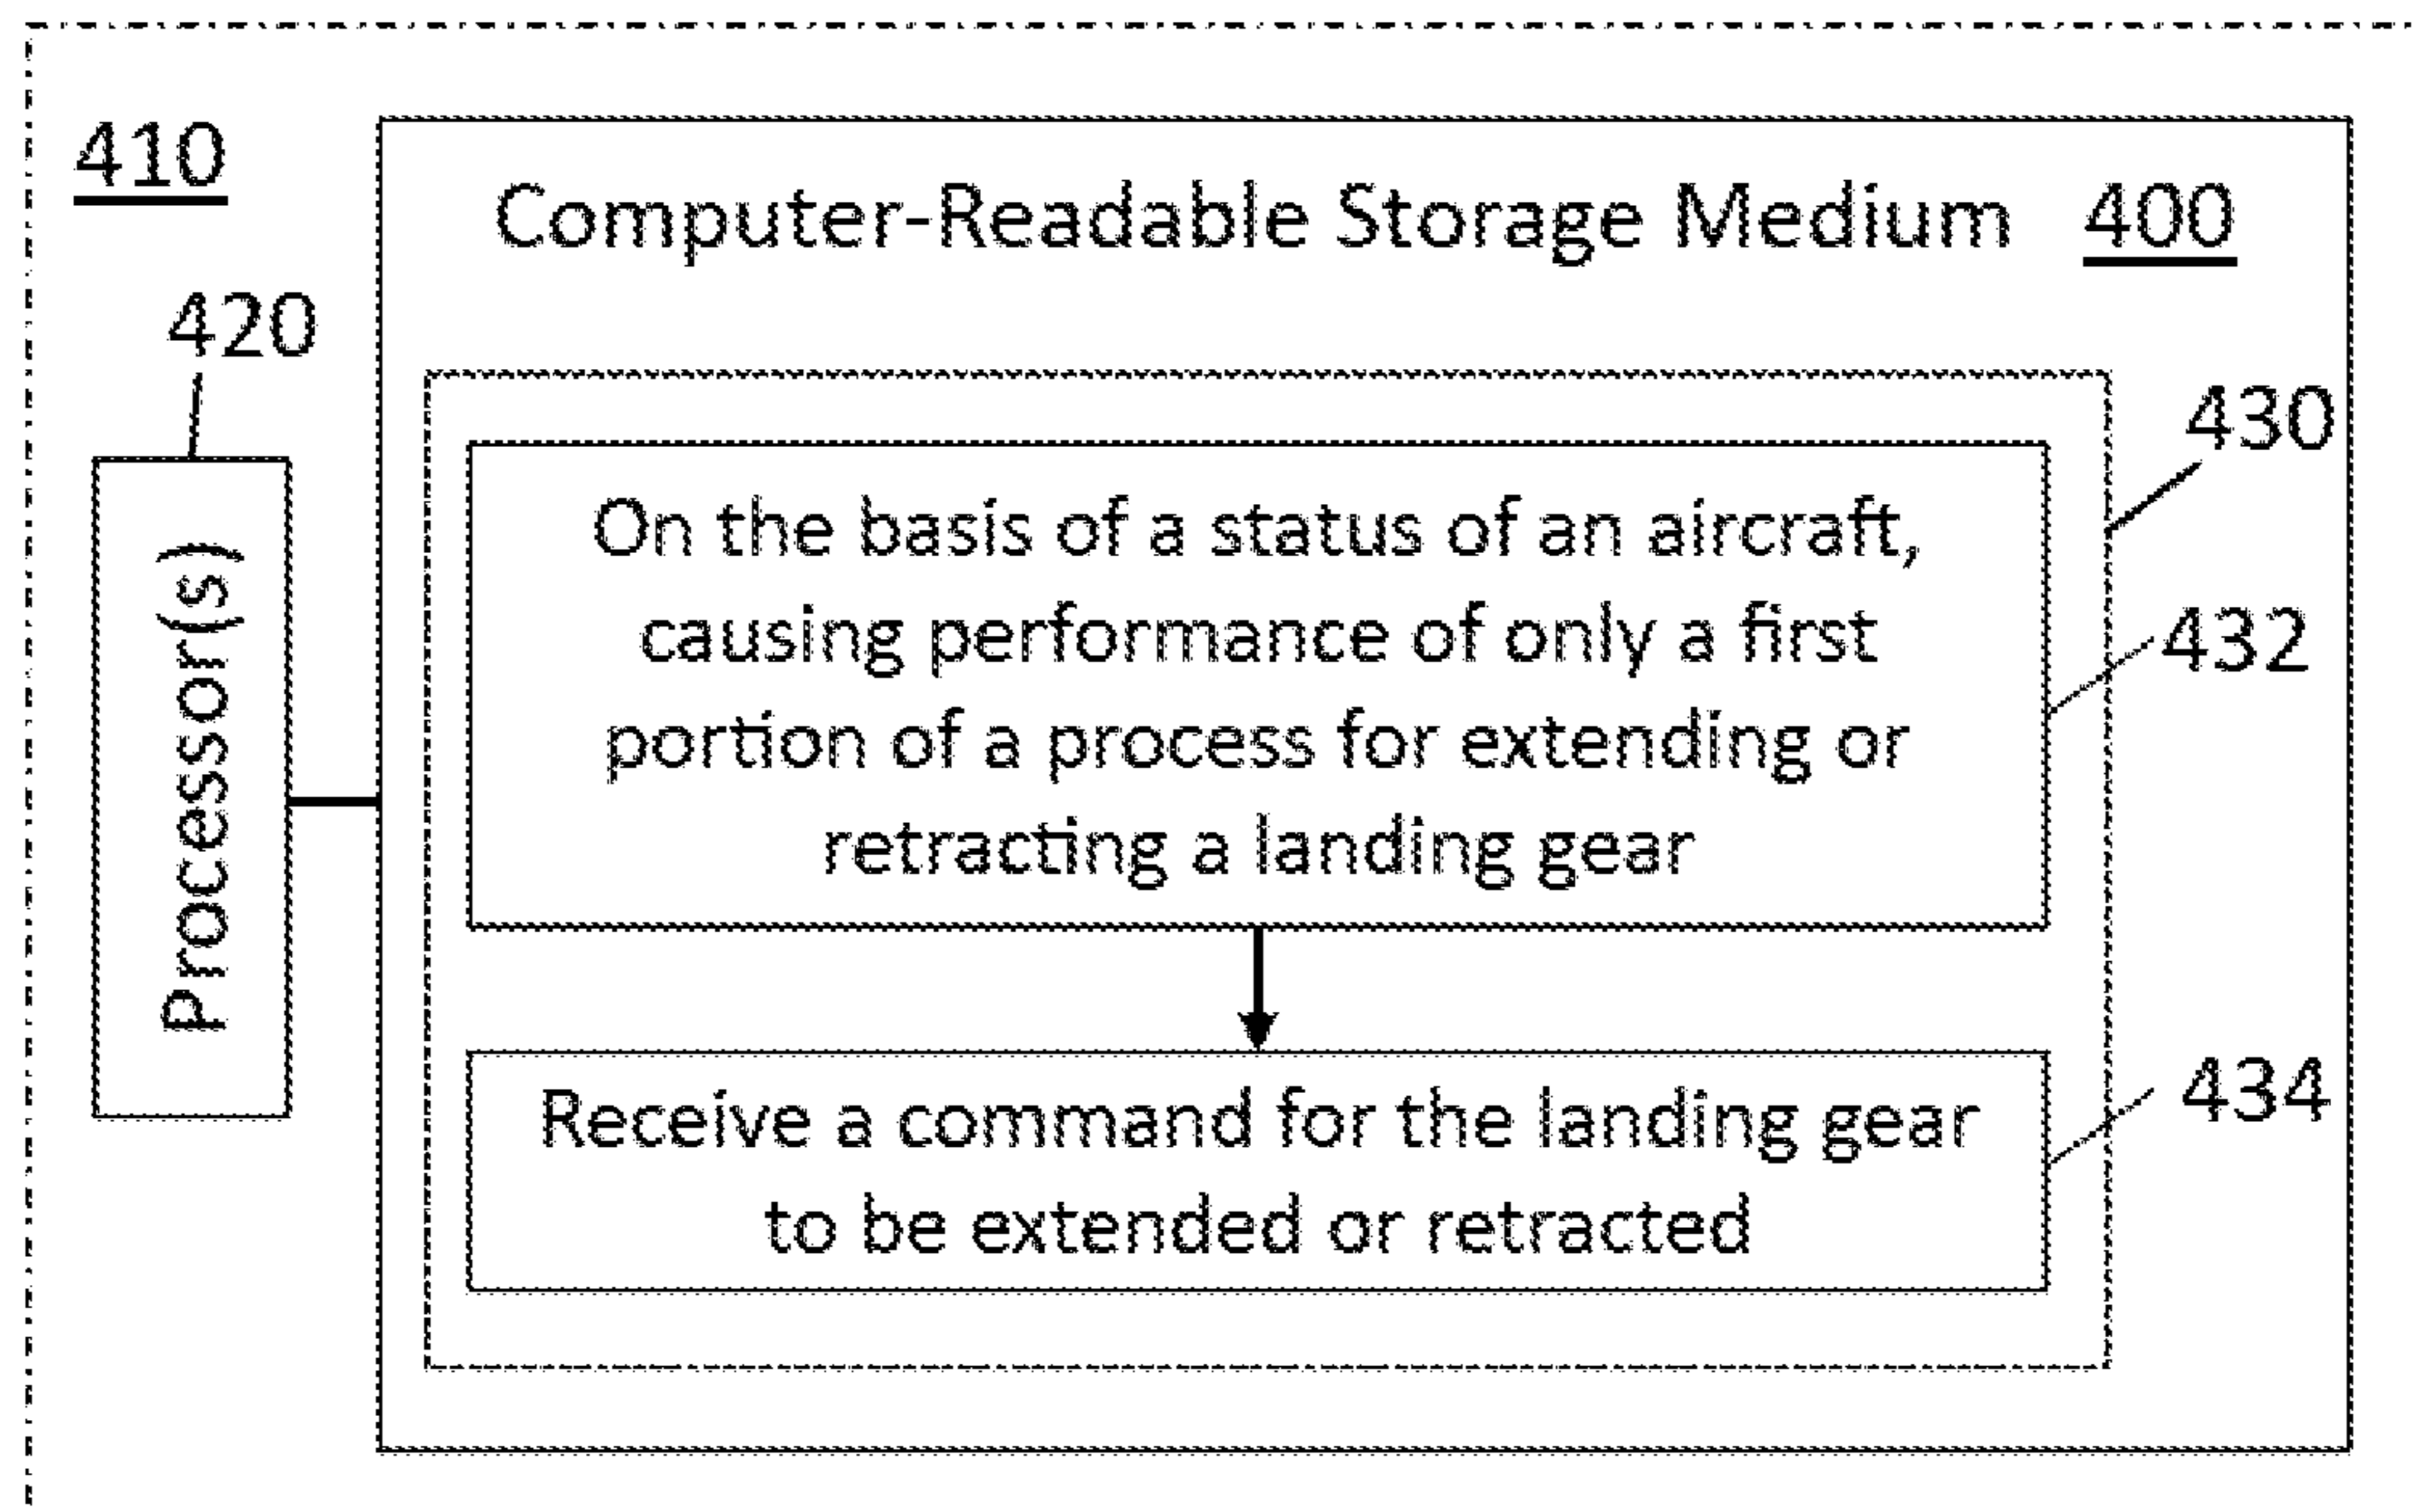 410
Computer-Readable Storage Medium 400
420
430
On the basis of a status of an aircraft,
causing performance of only a first
portion of a process for extending or
retracting a landing gear
432
Processor(s)
434
Receive a command for the landing gear
to be extended or retracted